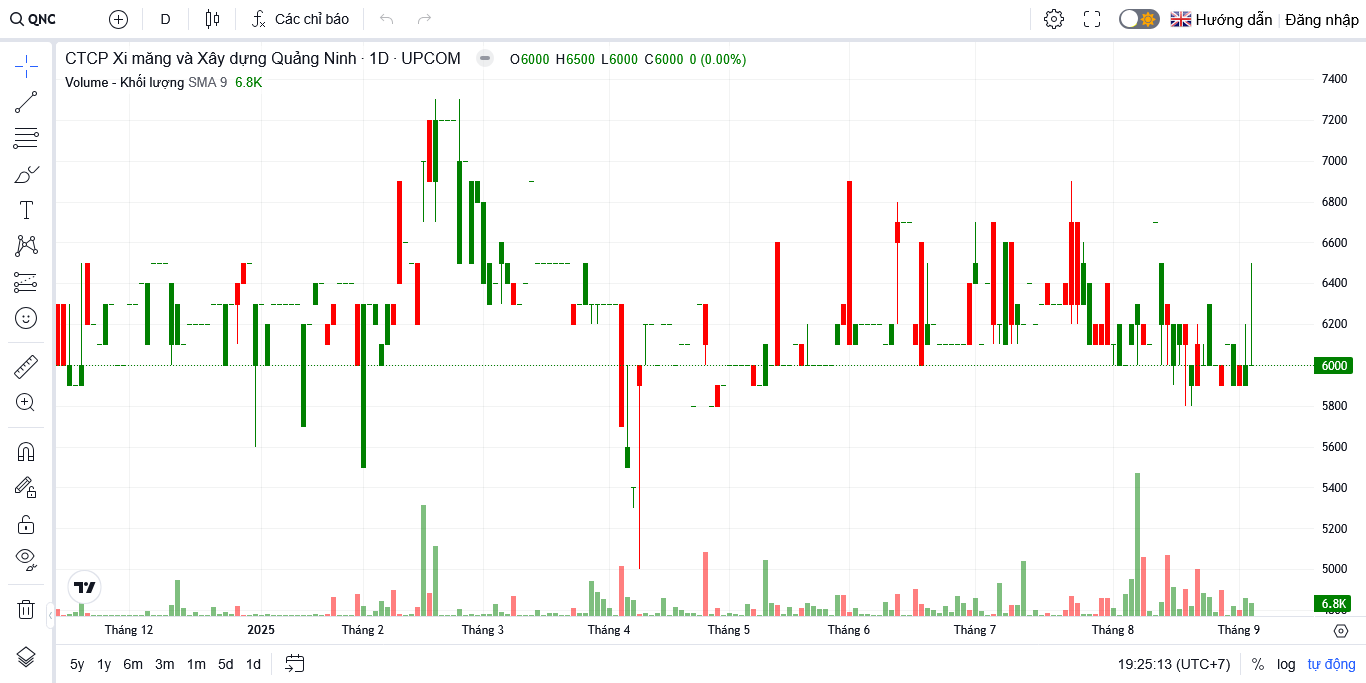 QNC D Các chỉ báo Hướng dẫn Đăng nhập
CTCP Xi măng và Xây dựng Quảng Ninh · 1D · UPCOM O6000 H6500 L6000 C6000 0 (0.00%)
Volume - Khối lượng SMA 9 6.8K
7400
7200
7000
6800
6600
6400
6200
6000
5800
5600
5400
5200
5000
6.8K
Tháng 12 2025 Tháng 2 Tháng 3 Tháng 4 Tháng 5 Tháng 6 Tháng 7 Tháng 8 Tháng 9
5y 1y 6m 3m 1m 5d 1d 19:25:13 (UTC+7) % log tự động